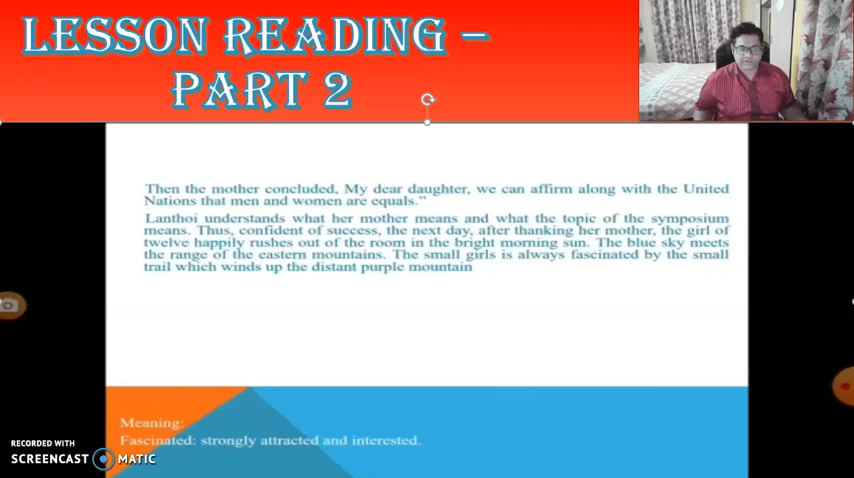 LESSON READING –
PART 2
Then the mother concluded, My dear daughter, we can affirm along with the United
Nations that men and women are equals.”
Lanthoi understands what her mother means and what the topic of the symposium
means. Thus, confident of success, the next day, after thanking her mother, the girl of
twelve happily rushes out of the room in the bright morning sun. The blue sky meets
the range of the eastern mountains. The small girls is always fascinated by the small
trail which winds up the distant purple mountain
Meaning:
Fascinated: strongly attracted and interested.
RECORDED WITH
SCREENCAST MATIC